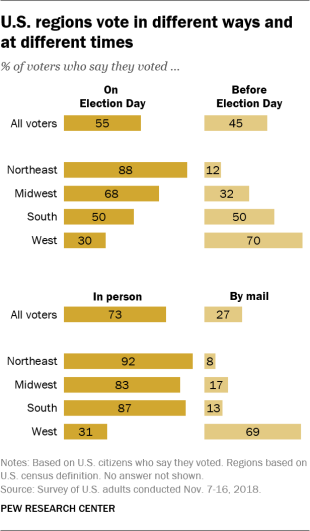 U.S. regions vote in different ways and
at different times
% of voters who say they voted ...
On Election Day Before Election Day
All voters 55 45
Northeast 88 12
Midwest 68 32
South 50 50
West 30 70
In person By mail
All voters 73 27
Northeast 92 8
Midwest 83 17
South 87 13
West 31 69
Notes: Based on U.S. citizens who say they voted. Regions based on
U.S. census definition. No answer not shown.
Source: Survey of U.S. adults conducted Nov. 7-16, 2018.
PEW RESEARCH CENTER